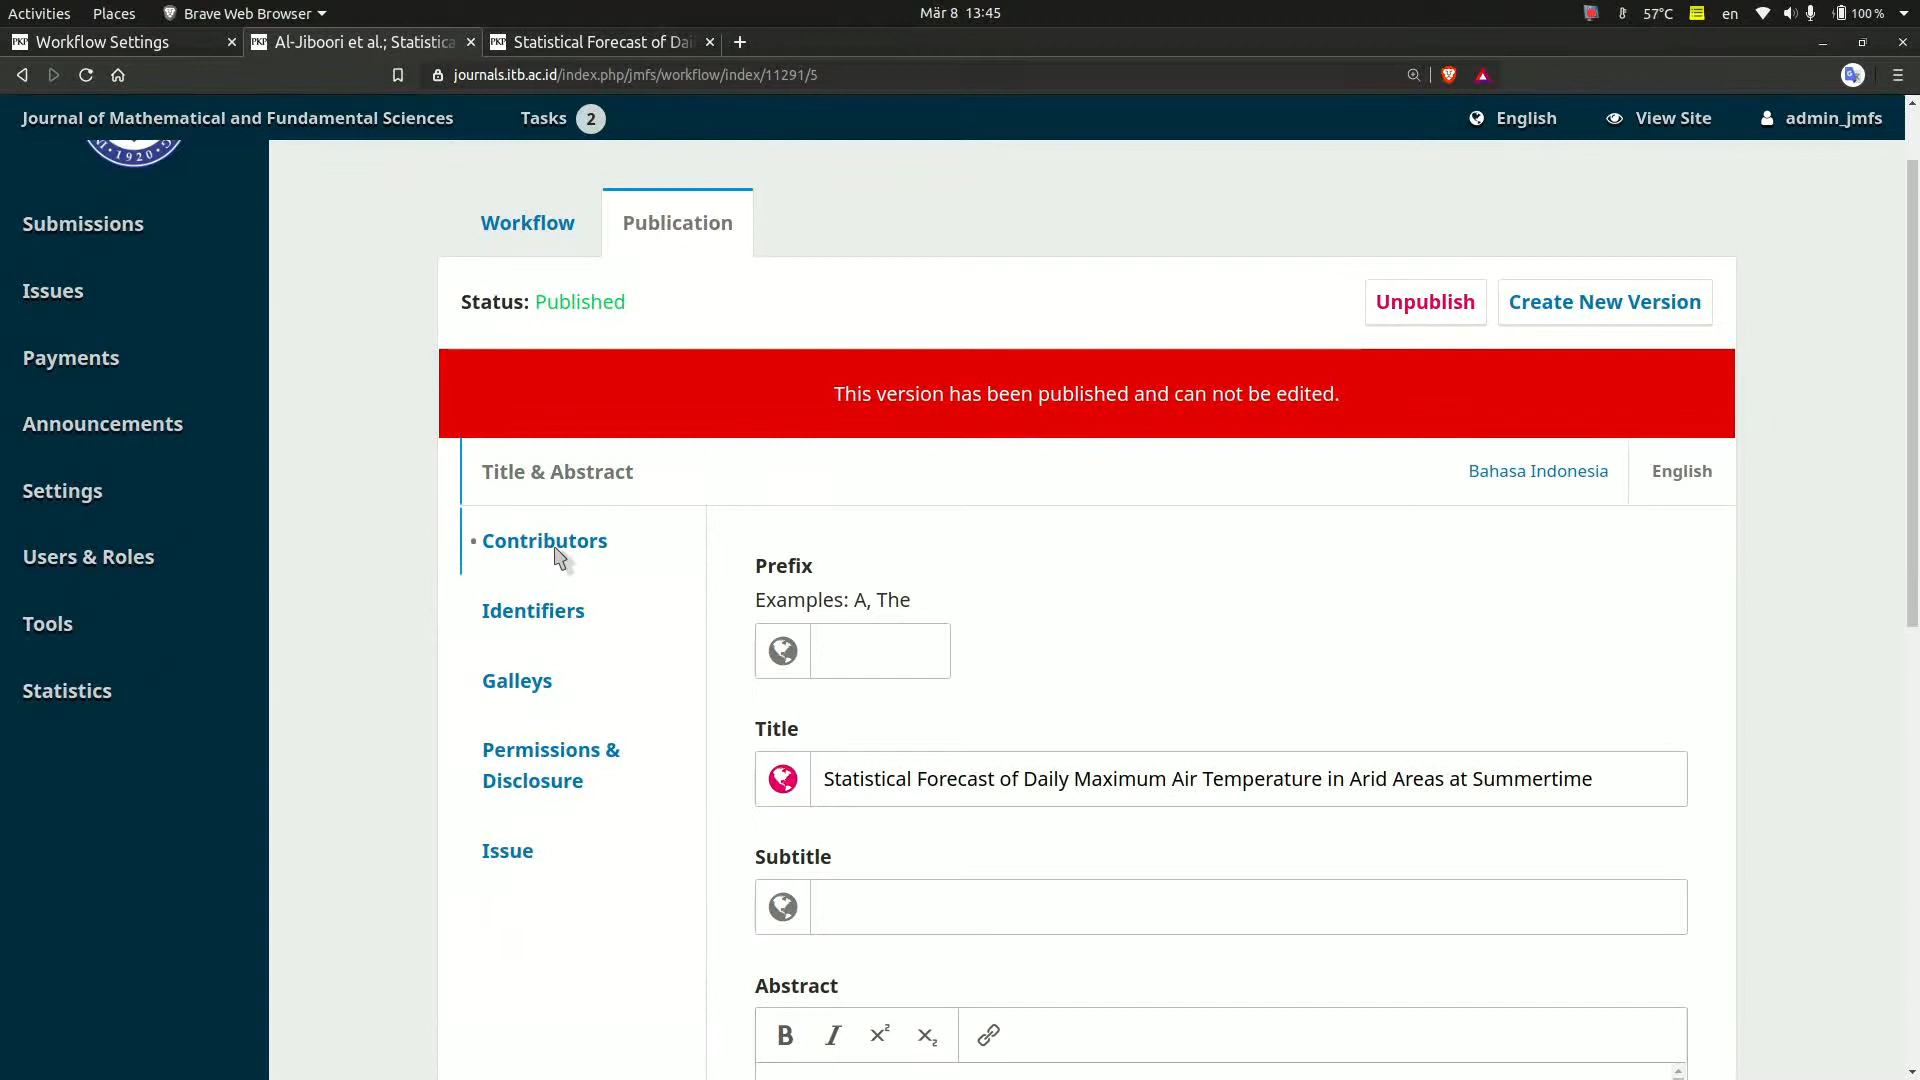 Activities Places Brave Web Browser Mär 8 13:45 57°C en 100 %
Workflow Settings Al-Jiboori et al.; Statistica Statistical Forecast of Dai
journals.itb.ac.id/index.php/jmfs/workflow/index/11291/5
Journal of Mathematical and Fundamental Sciences Tasks 2 English View Site admin_jmfs
1920
Submissions
Issues
Payments
Announcements
Settings
Users & Roles
Tools
Statistics
Workflow Publication
Status: Published Unpublish Create New Version
This version has been published and can not be edited.
Title & Abstract Bahasa Indonesia English
• Contributors
Identifiers
Galleys
Permissions &
Disclosure
Issue
Prefix
Examples: A, The
Title
Statistical Forecast of Daily Maximum Air Temperature in Arid Areas at Summertime
Subtitle
Abstract